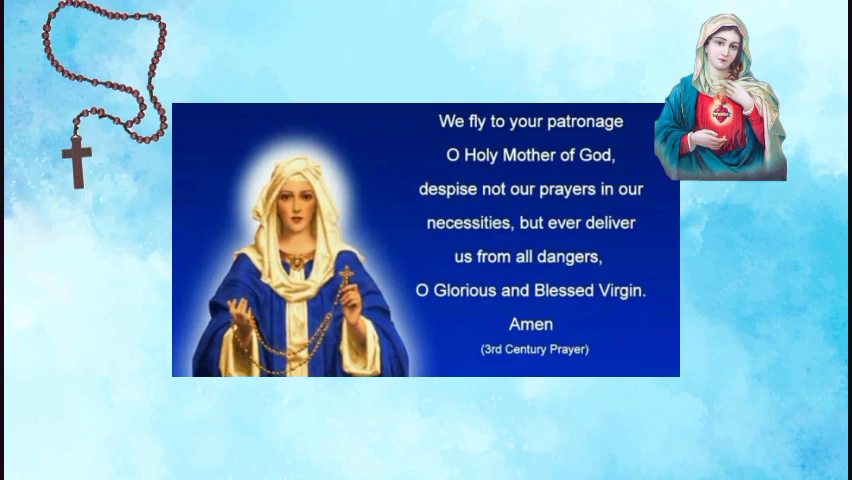 We fly to your patronage
O Holy Mother of God,
despise not our prayers in our
necessities, but ever deliver
us from all dangers,
O Glorious and Blessed Virgin.
Amen
(3rd Century Prayer)